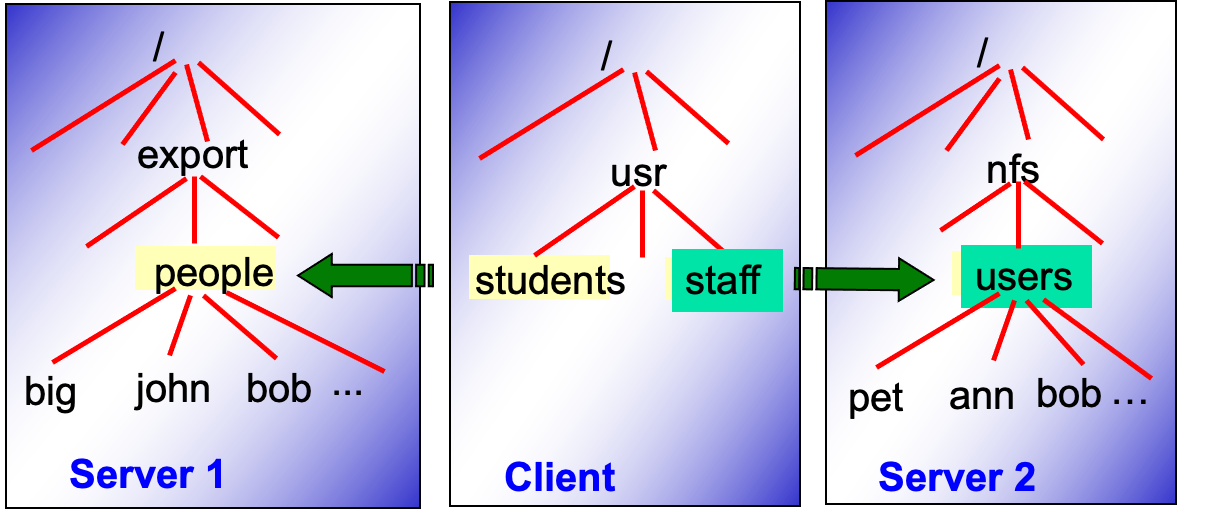 /
export
people
big john bob ...
Server 1
/
usr
students staff
Client
/
nfs
users
pet ann bob ...
Server 2